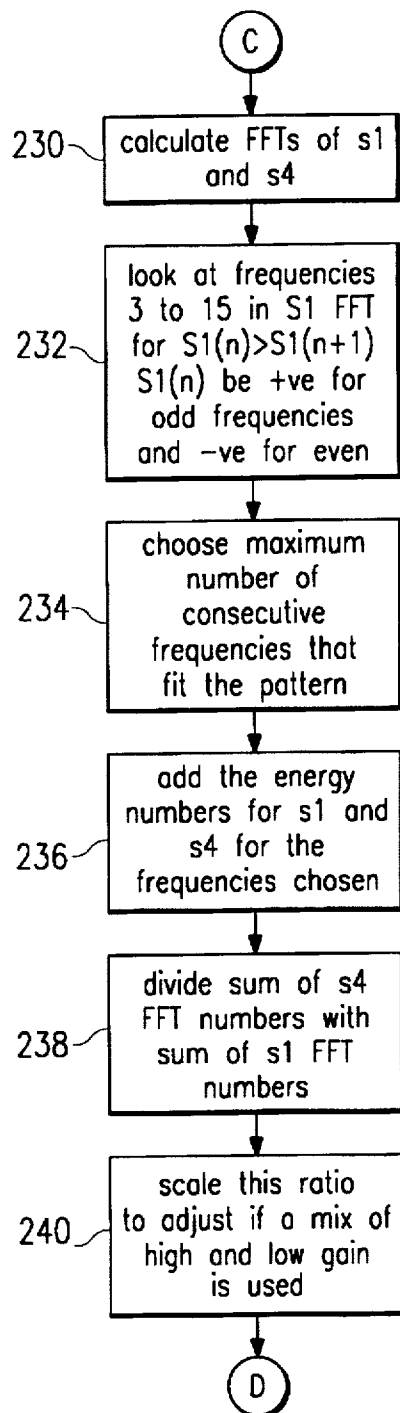 C
230
calculate FFTs of s1
and s4
232
look at frequencies
3 to 15 in S1 FFT
for S1(n)>S1(n+1)
S1(n) be +ve for
odd frequencies
and -ve for even
234
choose maximum
number of
consecutive
frequencies that
fit the pattern
236
add the energy
numbers for s1 and
s4 for the
frequencies chosen
238
divide sum of s4
FFT numbers with
sum of s1 FFT
numbers
240
scale this ratio
to adjust if a mix of
high and low gain
is used
D